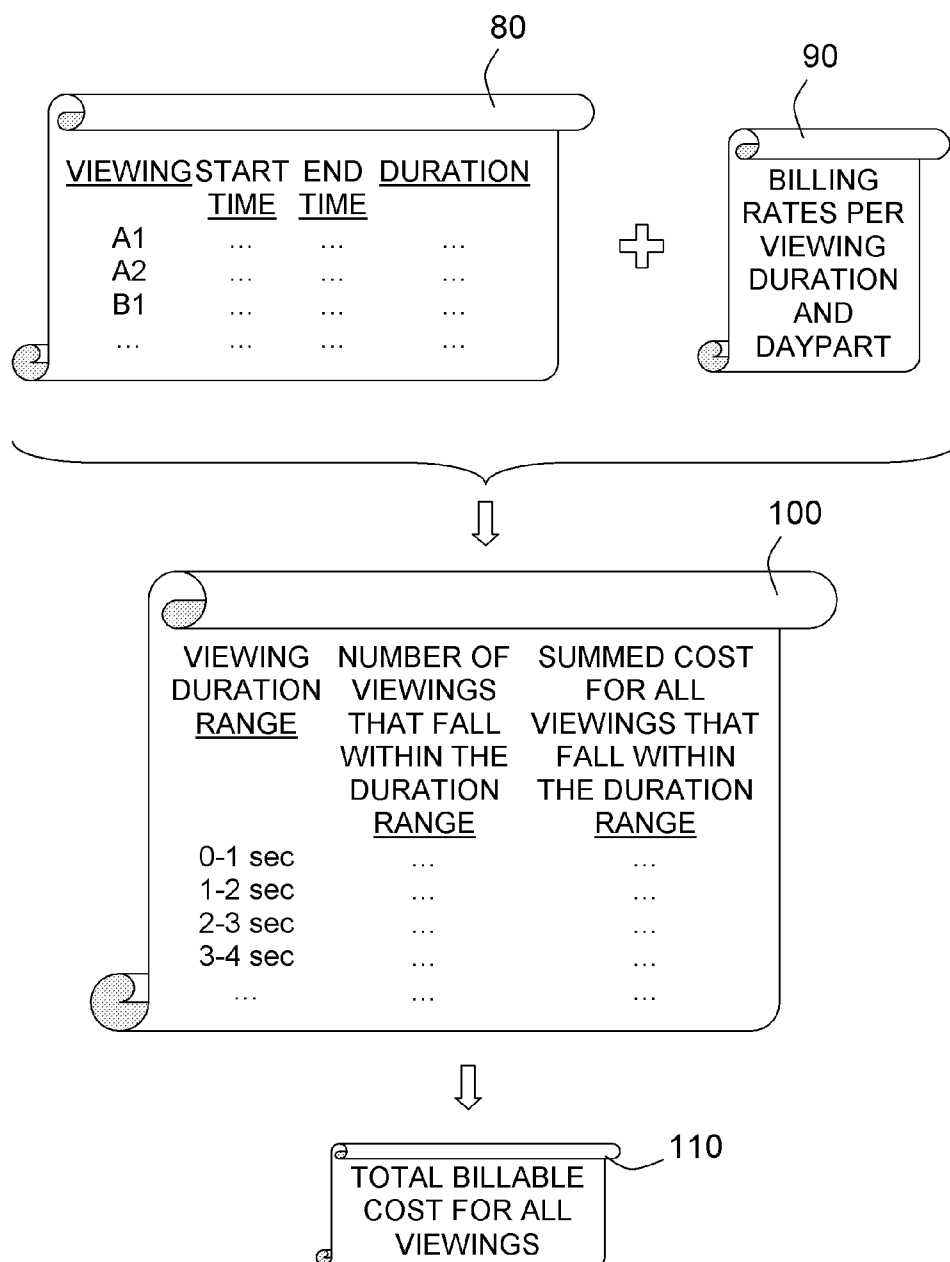 80
90
VIEWING START END DURATION
TIME TIME
A1 ... ... ...
A2 ... ... ...
B1 ... ... ...
... ... ... ...
BILLING
RATES PER
VIEWING
DURATION
AND
DAYPART
100
VIEWING NUMBER OF SUMMED COST
DURATION VIEWINGS FOR ALL
RANGE THAT FALL VIEWINGS THAT
WITHIN THE FALL WITHIN
DURATION THE DURATION
RANGE RANGE
0-1 sec ... ...
1-2 sec ... ...
2-3 sec ... ...
3-4 sec ... ...
... ... ...
110
TOTAL BILLABLE
COST FOR ALL
VIEWINGS